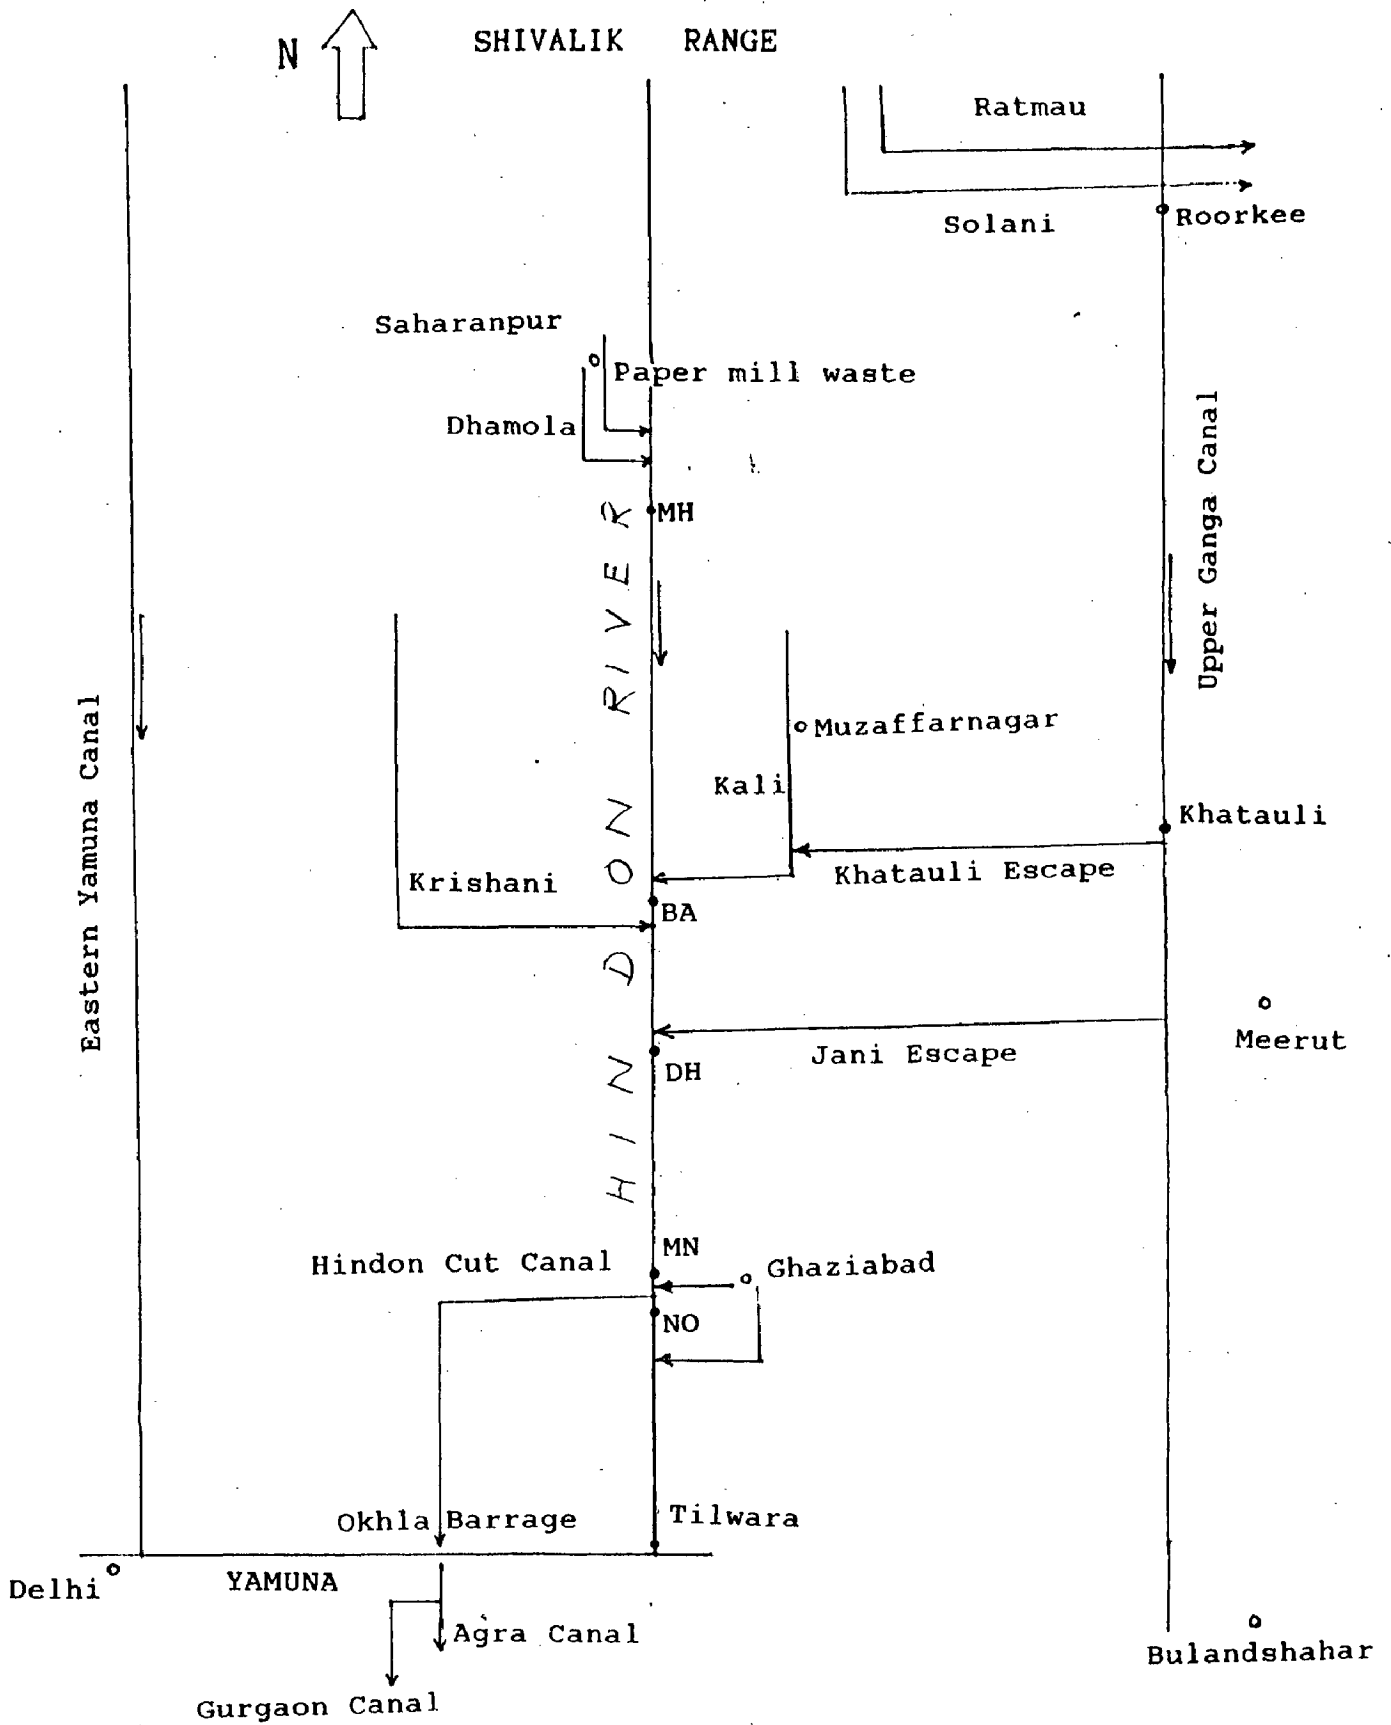 N
SHIVALIK RANGE
Ratmau
Solani
Roorkee
Saharanpur
Paper mill waste
Dhamola
MH
Upper Ganga Canal
HINDON RIVER
Eastern Yamuna Canal
Muzaffarnagar
Kali
Khatauli
Khatauli Escape
Krishani
BA
Meerut
Jani Escape
DH
MN
Hindon Cut Canal
Ghaziabad
NO
Okhla Barrage
Tilwara
Delhi
YAMUNA
Agra Canal
Bulandshahar
Gurgaon Canal